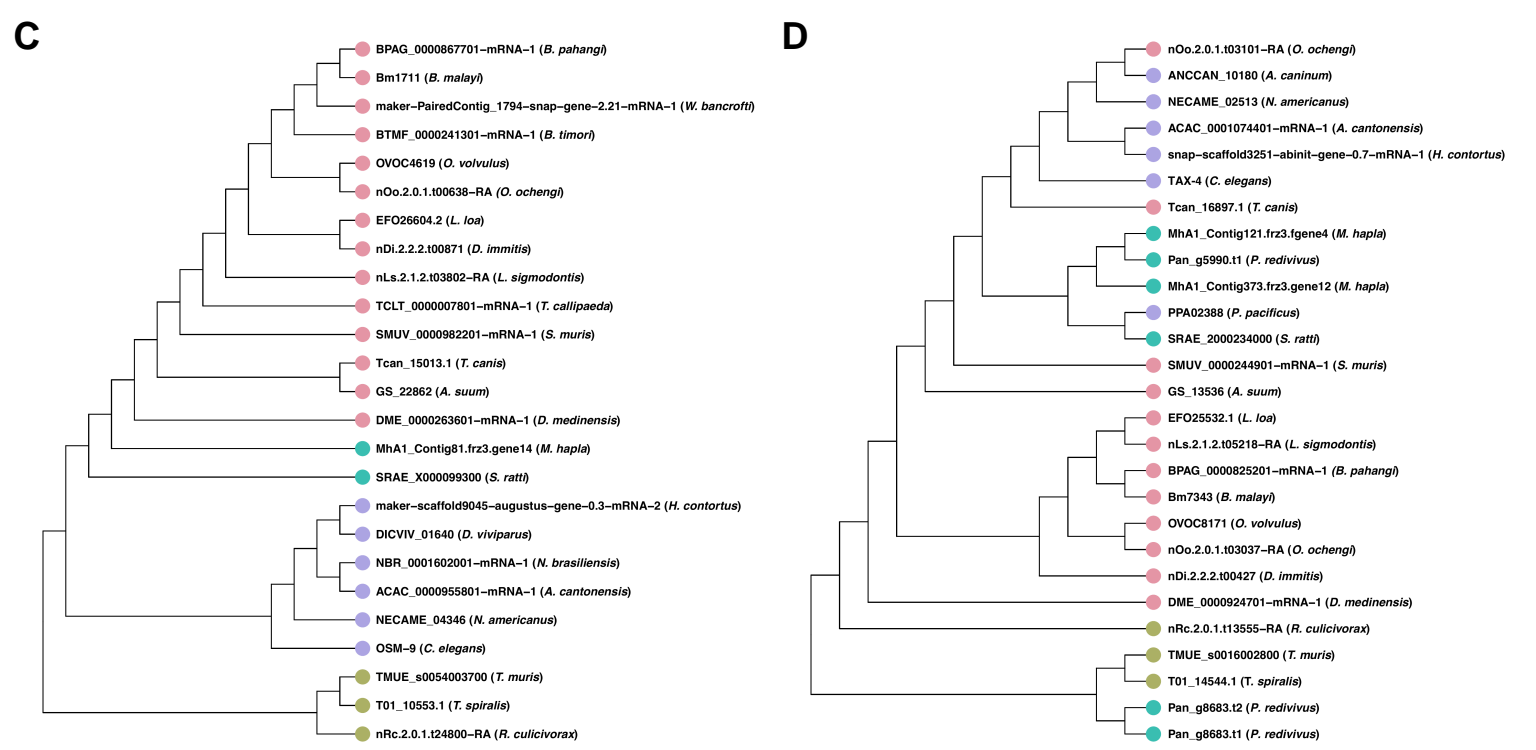 C
BPAG_0000867701−mRNA−1 (B. pahangi)
Bm1711 (B. malayi)
maker−PairedContig_1794−snap−gene−2.21−mRNA−1 (W. bancrofti)
BTMF_0000241301−mRNA−1 (B. timori)
OVOC4619 (O. volvulus)
nOo.2.0.1.t00638−RA (O. ochengi)
EFO26604.2 (L. loa)
nDi.2.2.2.t00871 (D. immitis)
nLs.2.1.2.t03802−RA (L. sigmodontis)
TCLT_0000007801−mRNA−1 (T. callipaeda)
SMUV_0000982201−mRNA−1 (S. muris)
Tcan_15013.1 (T. canis)
GS_22862 (A. suum)
DME_0000263601−mRNA−1 (D. medinensis)
MhA1_Contig81.frz3.gene14 (M. hapla)
SRAE_X000099300 (S. ratti)
maker−scaffold9045−augustus−gene−0.3−mRNA−2 (H. contortus)
DICVIV_01640 (D. viviparus)
NBR_0001602001−mRNA−1 (N. brasiliensis)
ACAC_0000955801−mRNA−1 (A. cantonensis)
NECAME_04346 (N. americanus)
OSM−9 (C. elegans)
TMUE_s0054003700 (T. muris)
T01_10553.1 (T. spiralis)
nRc.2.0.1.t24800−RA (R. culicivorax)
D
nOo.2.0.1.t03101−RA (O. ochengi)
ANCCAN_10180 (A. caninum)
NECAME_02513 (N. americanus)
ACAC_0001074401−mRNA−1 (A. cantonensis)
snap−scaffold3251−abinit−gene−0.7−mRNA−1 (H. contortus)
TAX−4 (C. elegans)
Tcan_16897.1 (T. canis)
MhA1_Contig121.frz3.fgene4 (M. hapla)
Pan_g5990.t1 (P. redivivus)
MhA1_Contig373.frz3.gene12 (M. hapla)
PPA02388 (P. pacificus)
SRAE_2000234000 (S. ratti)
SMUV_0000244901−mRNA−1 (S. muris)
GS_13536 (A. suum)
EFO25532.1 (L. loa)
nLs.2.1.2.t05218−RA (L. sigmodontis)
BPAG_0000825201−mRNA−1 (B. pahangi)
Bm7343 (B. malayi)
OVOC8171 (O. volvulus)
nOo.2.0.1.t03037−RA (O. ochengi)
nDi.2.2.2.t00427 (D. immitis)
DME_0000924701−mRNA−1 (D. medinensis)
nRc.2.0.1.t13555−RA (R. culicivorax)
TMUE_s0016002800 (T. muris)
T01_14544.1 (T. spiralis)
Pan_g8683.t2 (P. redivivus)
Pan_g8683.t1 (P. redivivus)